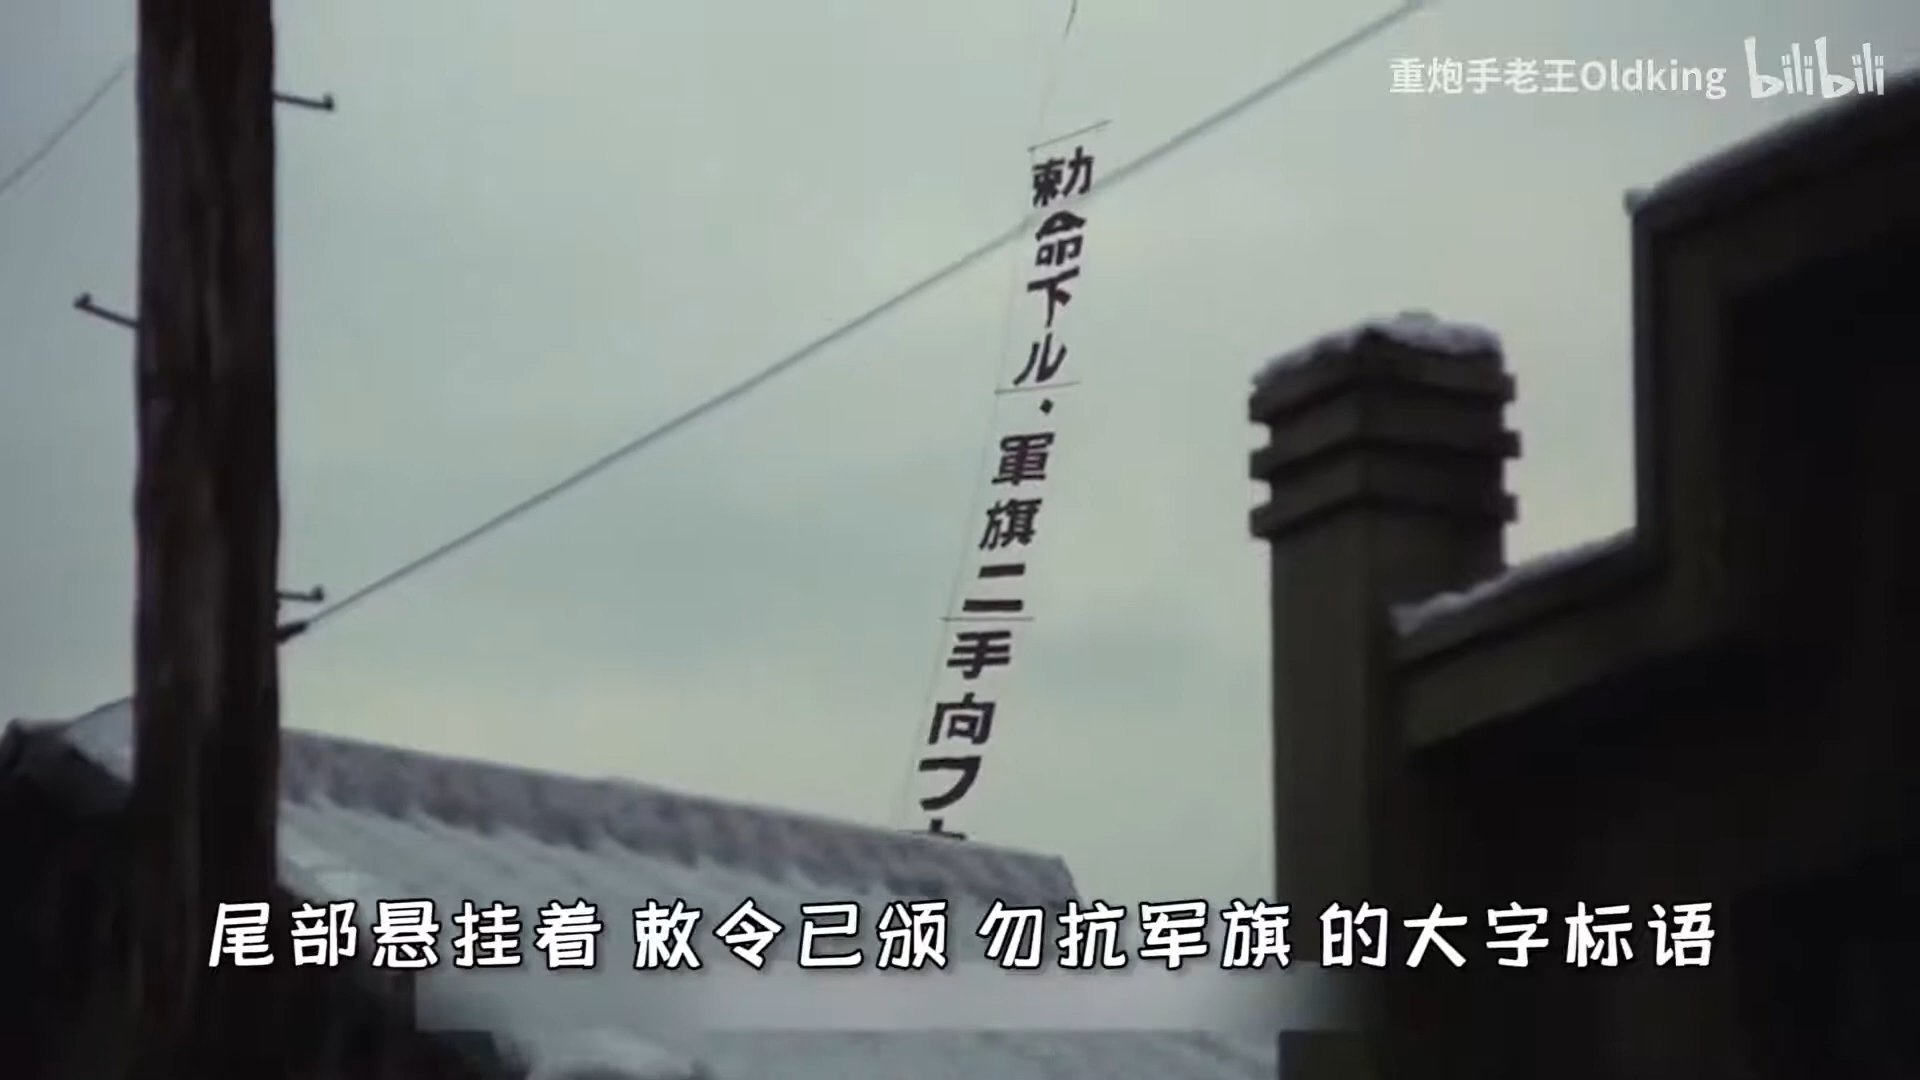 重炮手老王Oldking bilibili
勅命下ル・軍旗二手向フ
尾部悬挂着 敕令已颁 勿抗军旗 的大字标语